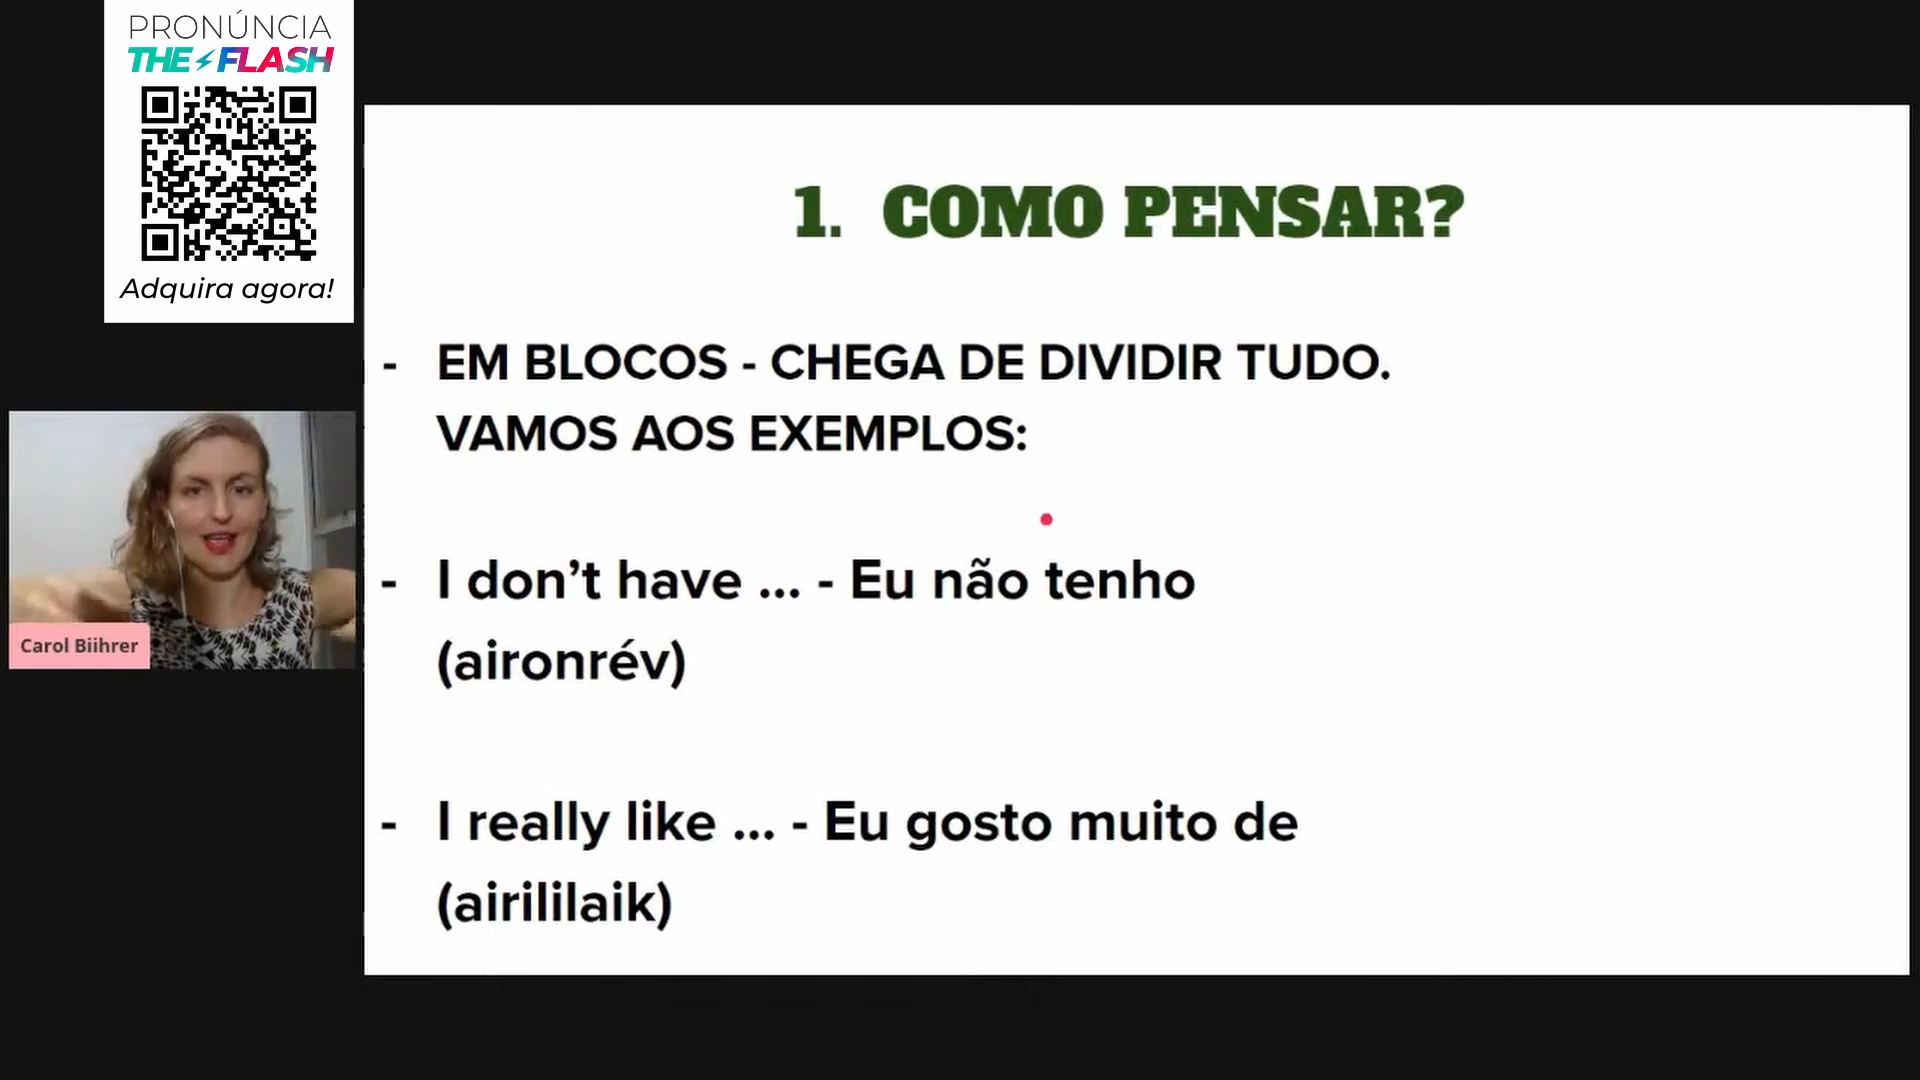 PRONÚNCIA
THE FLASH
Adquira agora!
Carol Biihrer
1. COMO PENSAR?
- EM BLOCOS - CHEGA DE DIVIDIR TUDO.
VAMOS AOS EXEMPLOS:
- I don’t have ... - Eu não tenho
(aironrév)
- I really like ... - Eu gosto muito de
(airililaik)